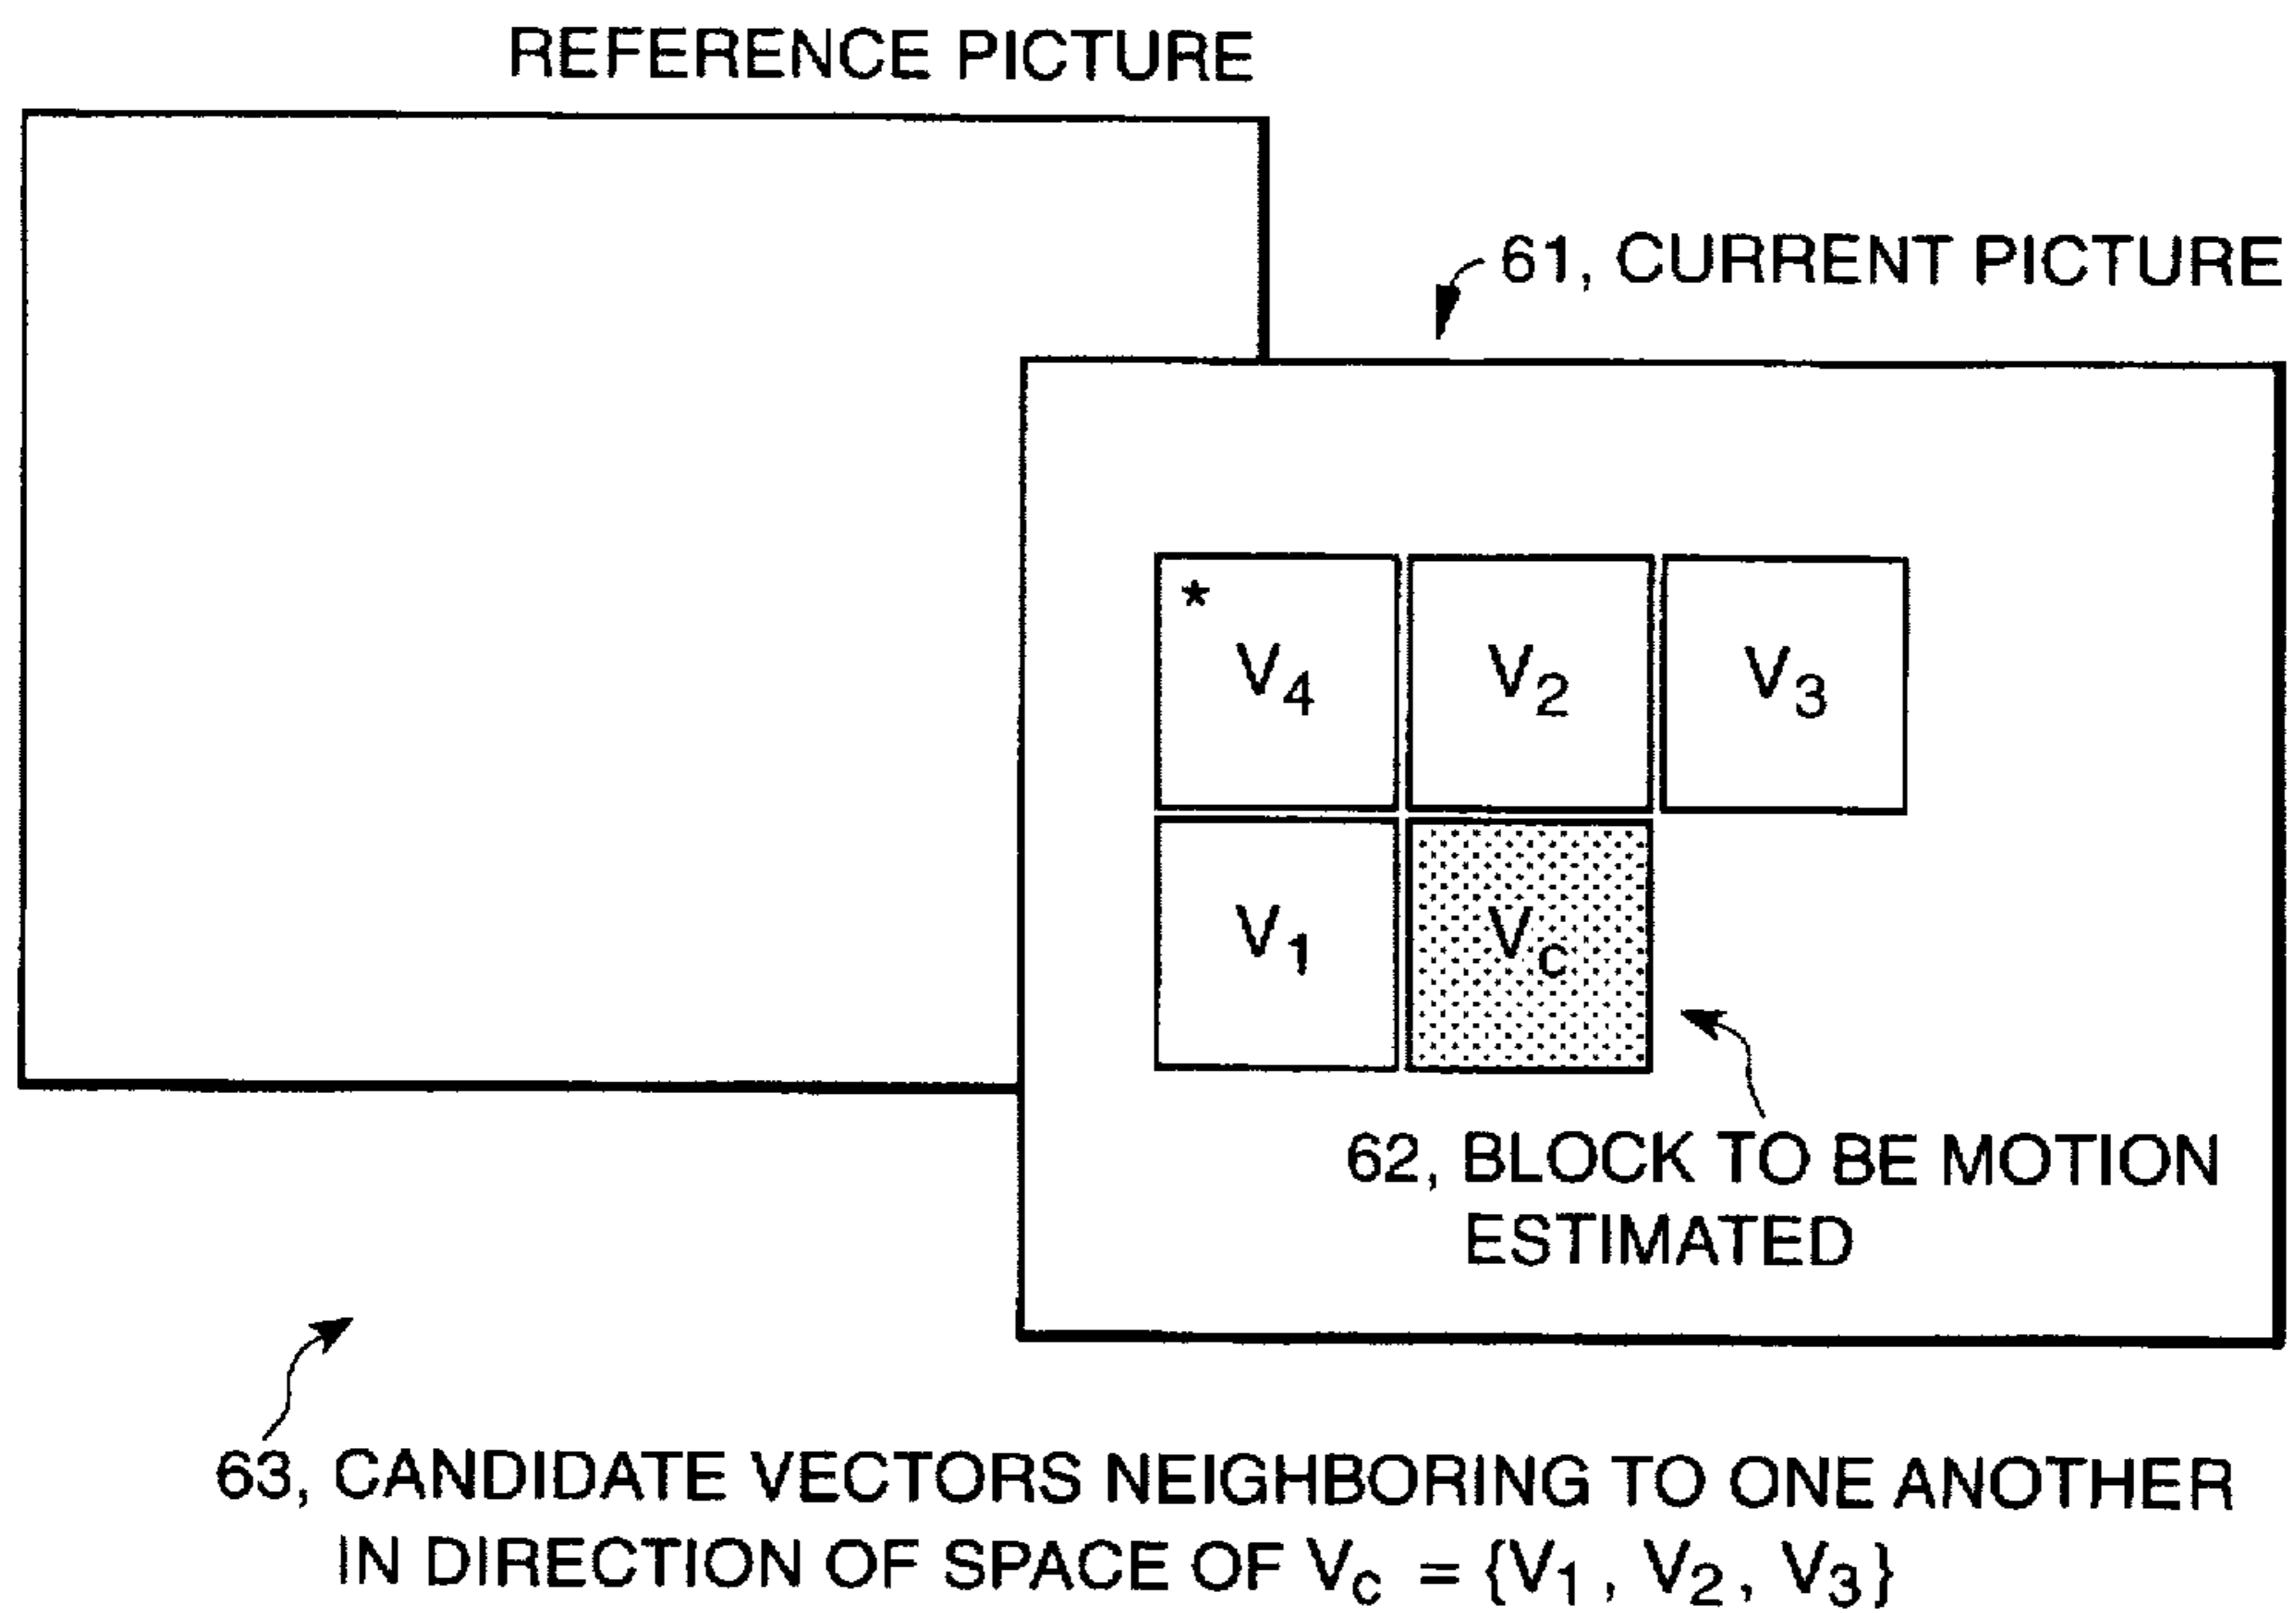 REFERENCE PICTURE
61, CURRENT PICTURE
* V4 V2 V3
V1 Vc
62, BLOCK TO BE MOTION
ESTIMATED
63, CANDIDATE VECTORS NEIGHBORING TO ONE ANOTHER
IN DIRECTION OF SPACE OF Vc = {V1, V2, V3}